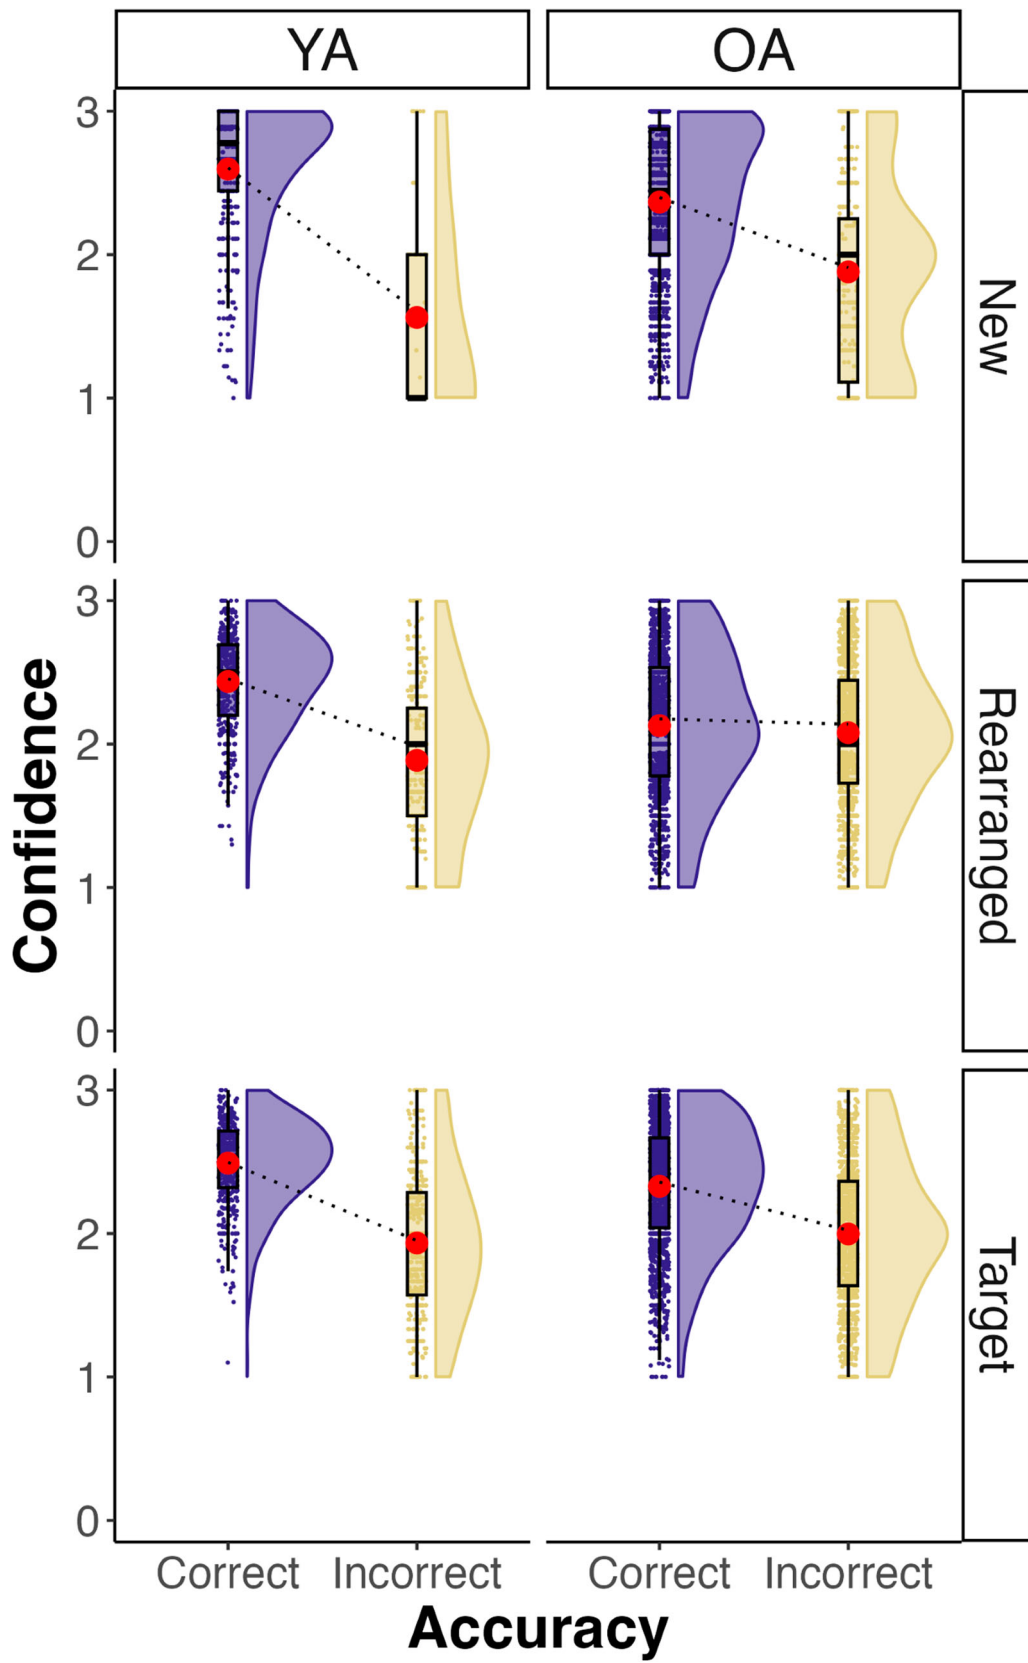 YA
OA
3
2
1
0
New
3
2
1
0
Rearranged
3
2
1
0
Target
Confidence
Correct
Incorrect
Correct
Incorrect
Accuracy